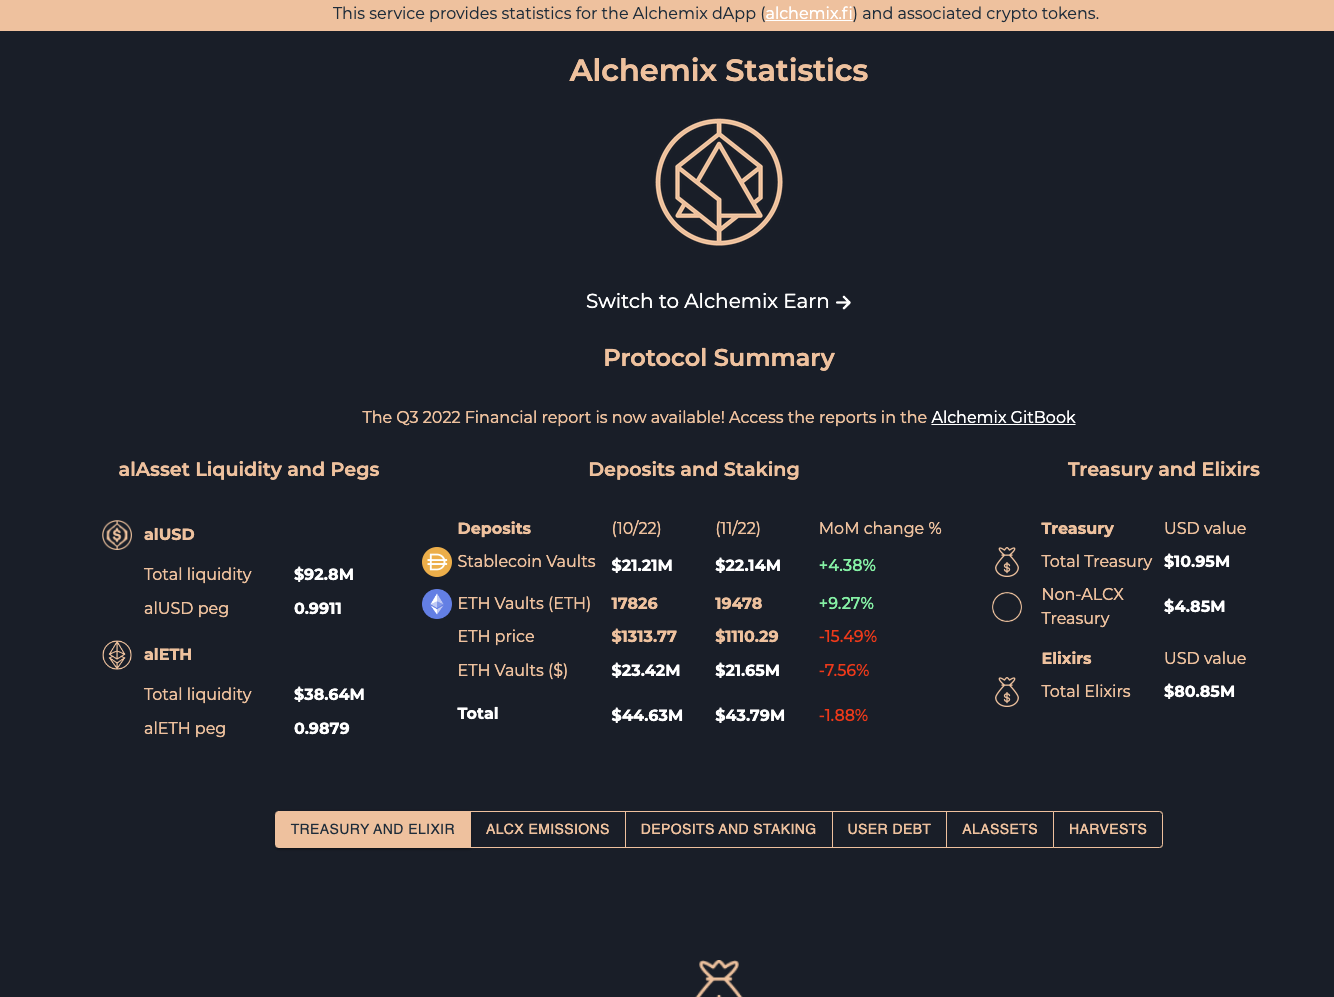 This service provides statistics for the Alchemix dApp (alchemix.fi) and associated crypto tokens.
Alchemix Statistics
Switch to Alchemix Earn →
Protocol Summary
The Q3 2022 Financial report is now available! Access the reports in the Alchemix GitBook
alAsset Liquidity and Pegs
alUSD
Total liquidity $92.8M
alUSD peg 0.9911
alETH
Total liquidity $38.64M
alETH peg 0.9879
Deposits and Staking
Deposits (10/22) (11/22) MoM change %
Stablecoin Vaults $21.21M $22.14M +4.38%
ETH Vaults (ETH) 17826 19478 +9.27%
ETH price $1313.77 $1110.29 -15.49%
ETH Vaults ($) $23.42M $21.65M -7.56%
Total $44.63M $43.79M -1.88%
Treasury and Elixirs
Treasury USD value
Total Treasury $10.95M
Non-ALCX
Treasury $4.85M
Elixirs USD value
Total Elixirs $80.85M
TREASURY AND ELIXIR ALCX EMISSIONS DEPOSITS AND STAKING USER DEBT ALASSETS HARVESTS